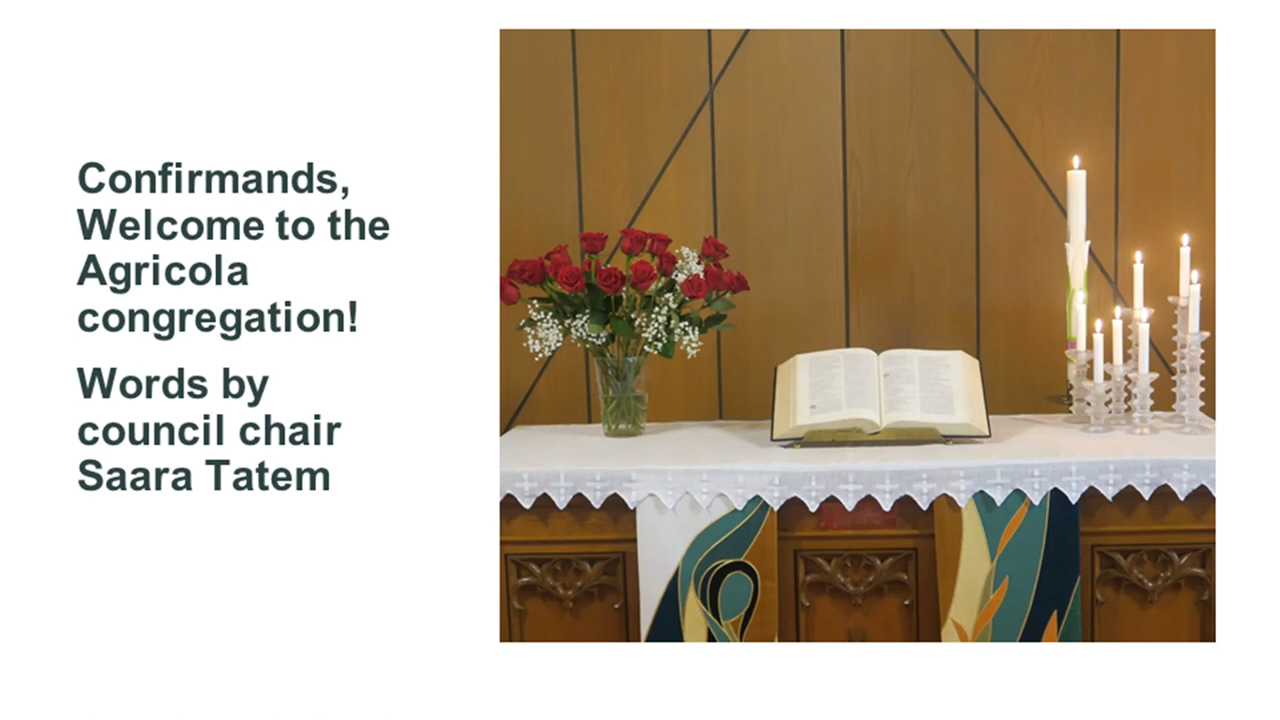 Confirmands,
Welcome to the
Agricola
congregation!
Words by
council chair
Saara Tatem